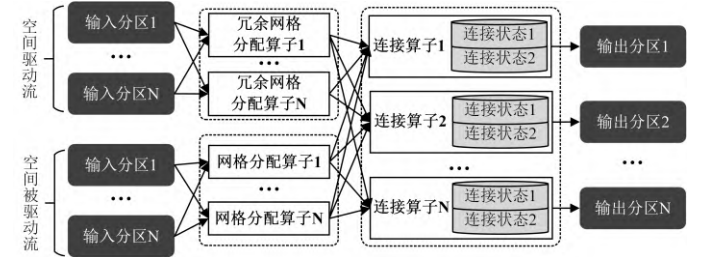 空间驱动流
输入分区1
...
输入分区N
冗余网格
分配算子1
...
冗余网格
分配算子N
空间被驱动流
输入分区1
...
输入分区N
网格分配算子1
...
网格分配算子N
连接算子1
连接状态1
连接状态2
连接算子2
连接状态1
连接状态2
...
连接算子N
连接状态1
连接状态2
输出分区1
输出分区2
...
输出分区N